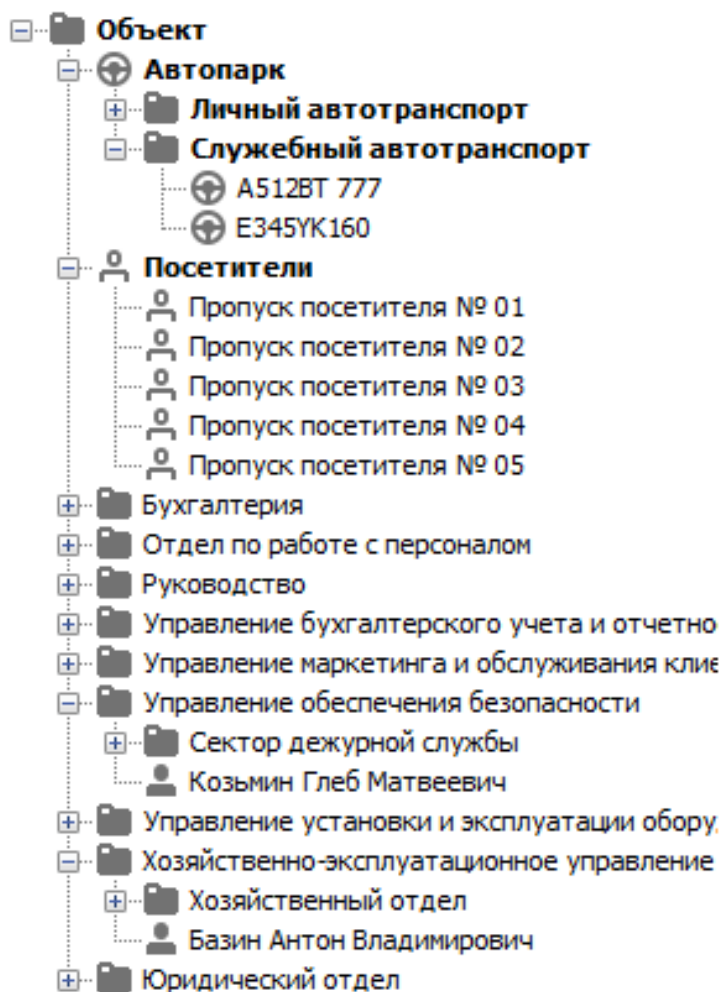 Объект
Автопарк
Личный автотранспорт
Служебный автотранспорт
А512ВТ 777
Е345YK160
Посетители
Пропуск посетителя № 01
Пропуск посетителя № 02
Пропуск посетителя № 03
Пропуск посетителя № 04
Пропуск посетителя № 05
Бухгалтерия
Отдел по работе с персоналом
Руководство
Управление бухгалтерского учета и отчетно
Управление маркетинга и обслуживания клие
Управление обеспечения безопасности
Сектор дежурной службы
Козьмин Глеб Матвеевич
Управление установки и эксплуатации обору
Хозяйственно-эксплуатационное управление
Хозяйственный отдел
Базин Антон Владимирович
Юридический отдел